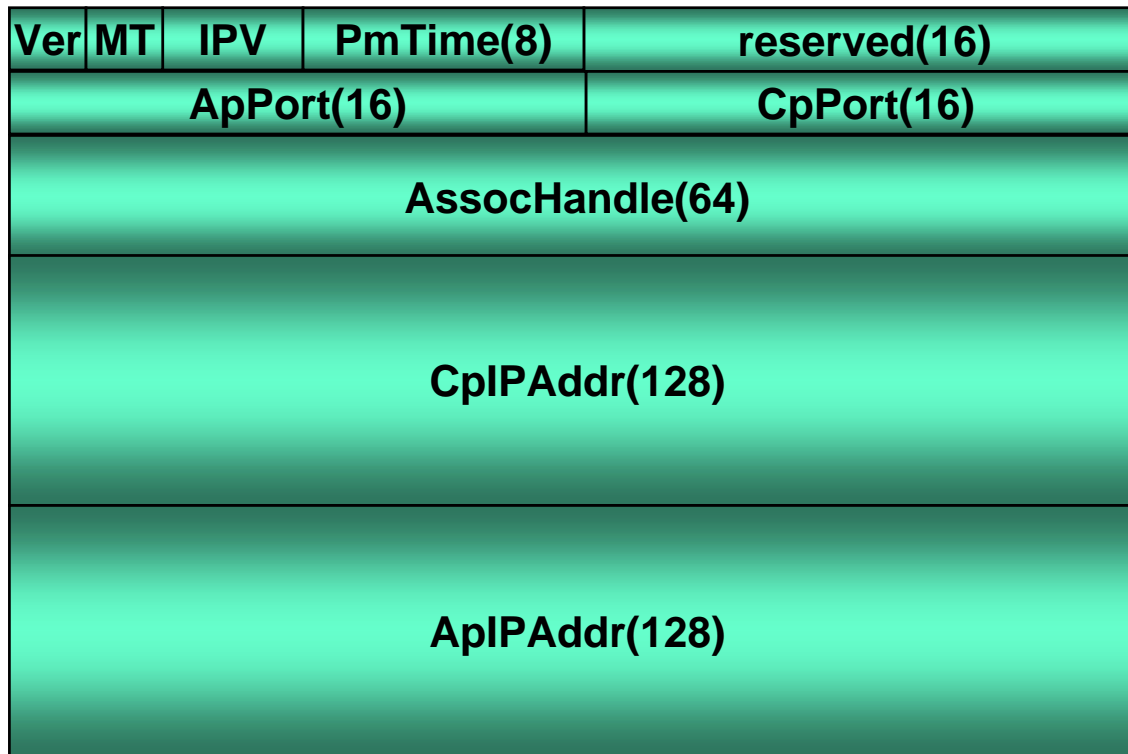 Ver MT IPV PmTime(8) reserved(16)
ApPort(16) CpPort(16)
AssocHandle(64)
CpIPAddr(128)
ApIPAddr(128)